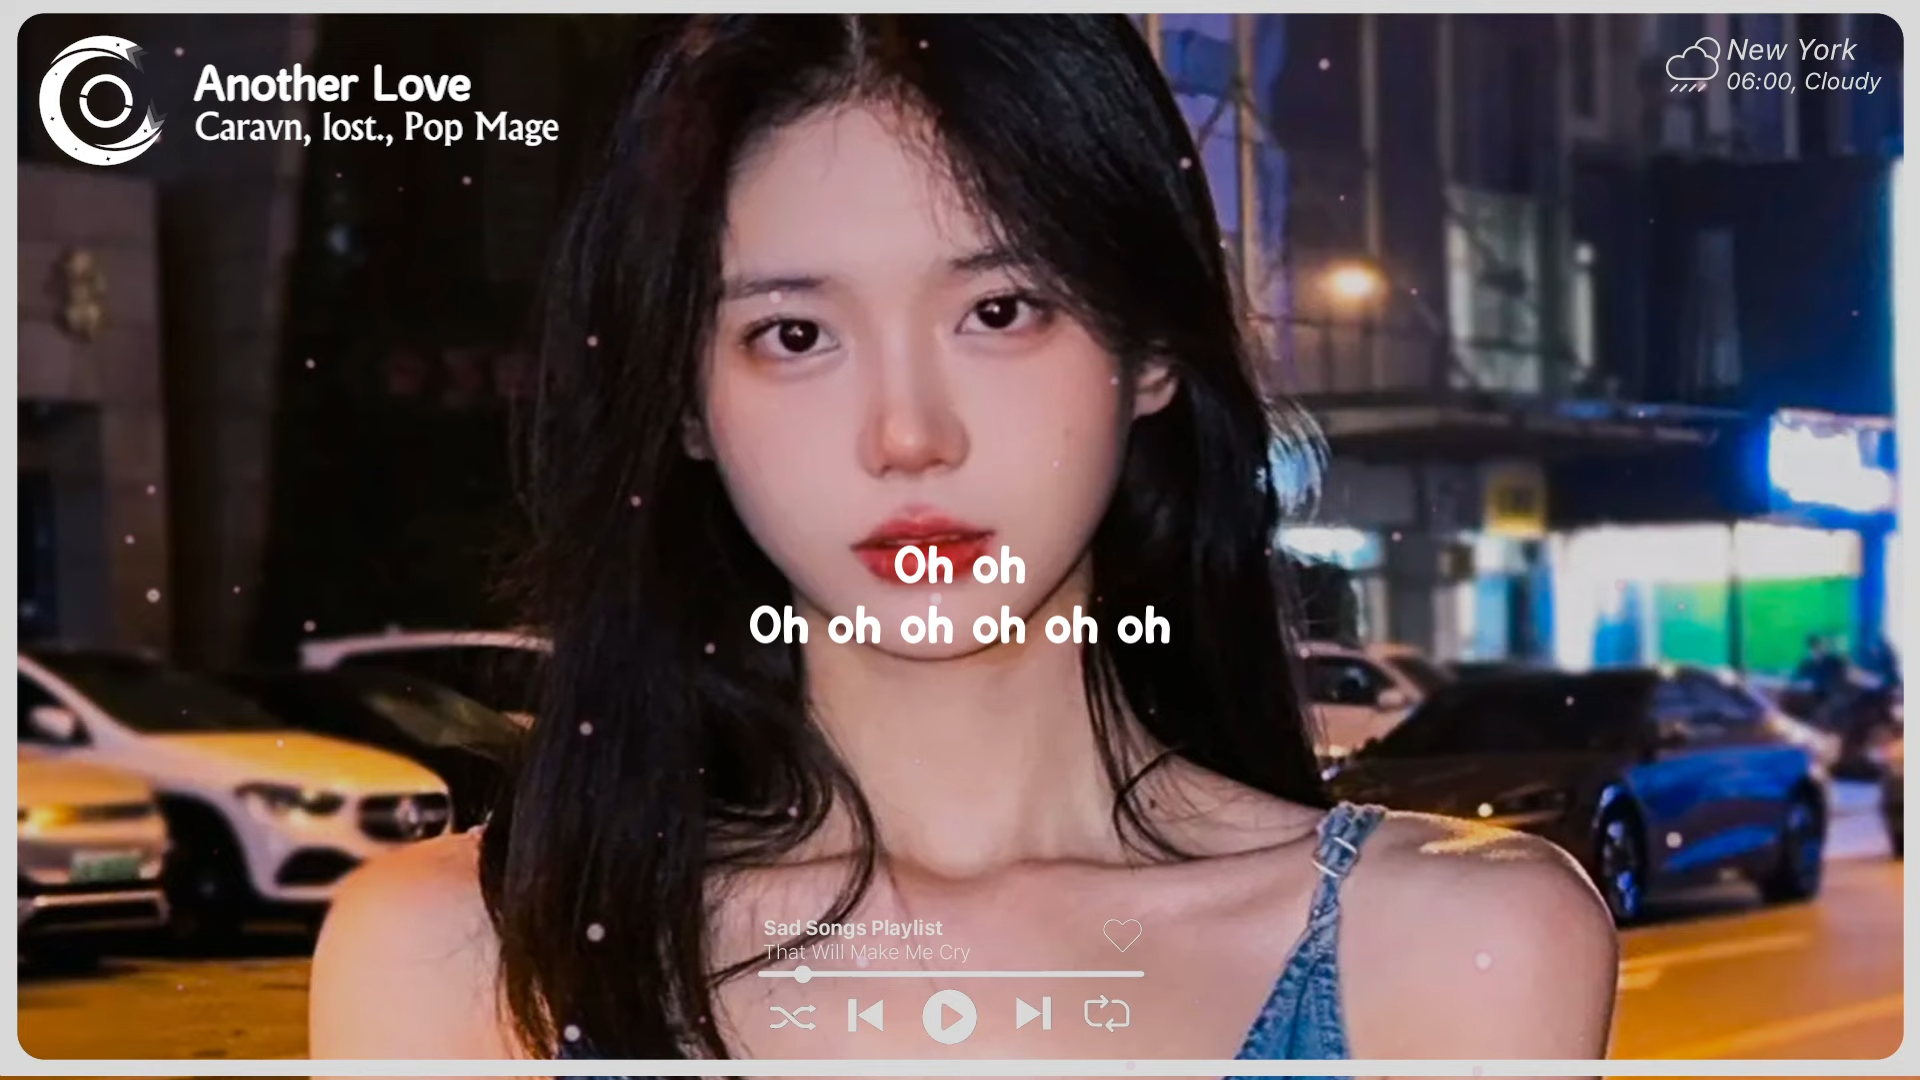 Another Love
Caravn, lost., Pop Mage
New York
06:00, Cloudy
Oh oh
Oh oh oh oh oh oh
Sad Songs Playlist
That Will Make Me Cry